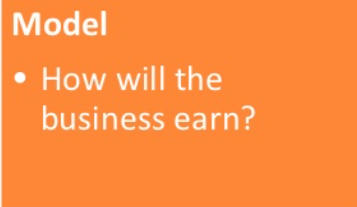 Model
• How will the
business earn?